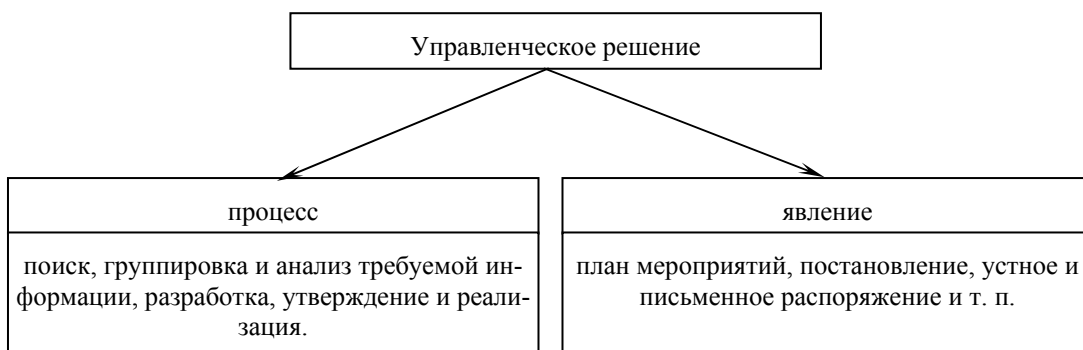 Управленческое решение
процесс
поиск, группировка и анализ требуемой ин-
формации, разработка, утверждение и реали-
зация.
явление
план мероприятий, постановление, устное и
письменное распоряжение и т. п.